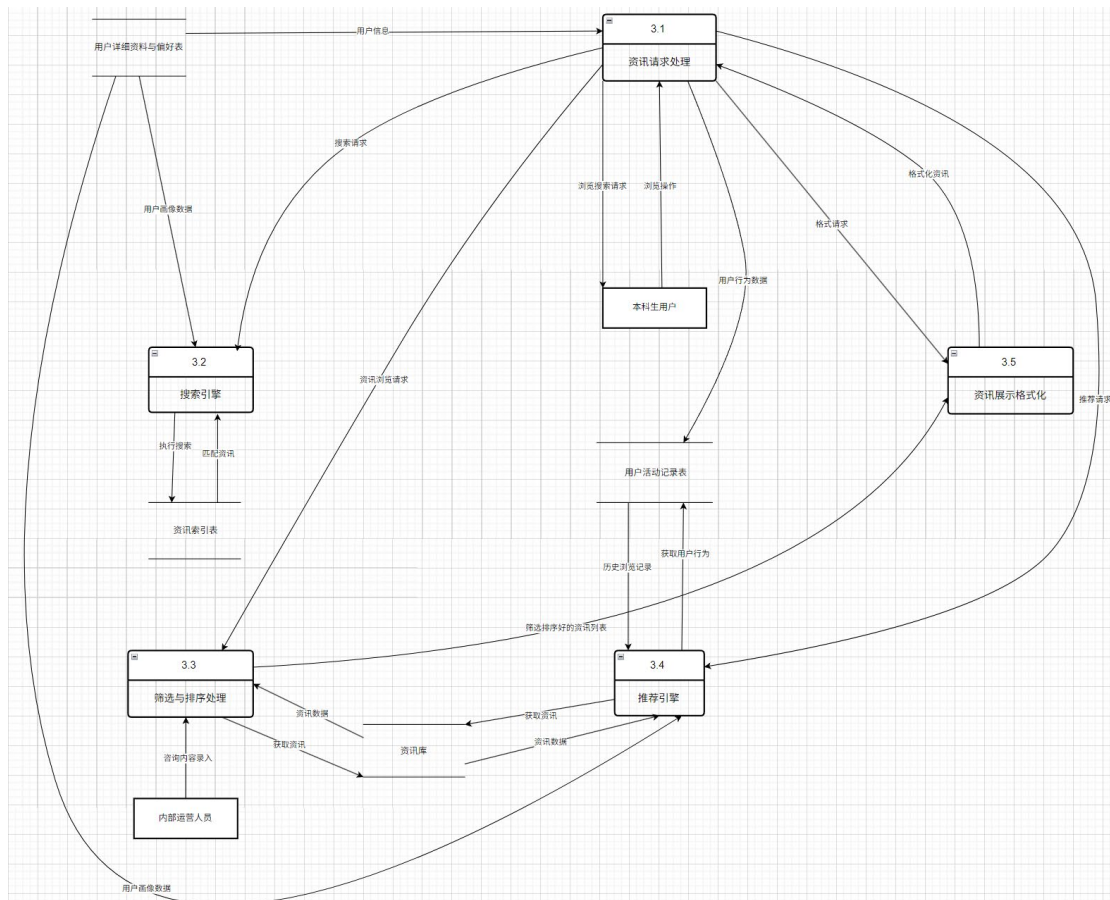 3.1
用户信息
用户详细资料与偏好表
资讯请求处理
搜索请求
格式化资讯
浏览搜索请求
浏览操作
用户画像数据
格式请求
用户行为数据
本科生用户
3.2
3.5
资讯浏览请求
搜索引擎
资讯展示格式化
推荐请求
执行搜索
匹配资讯
用户活动记录表
资讯索引表
获取用户行为
历史浏览记录
筛选排序好的资讯列表
3.3
3.4
筛选与排序处理
推荐引擎
资讯数据
获取资讯
获取资讯
资讯数据
资讯库
咨询内容录入
内部运营人员
用户画像数据